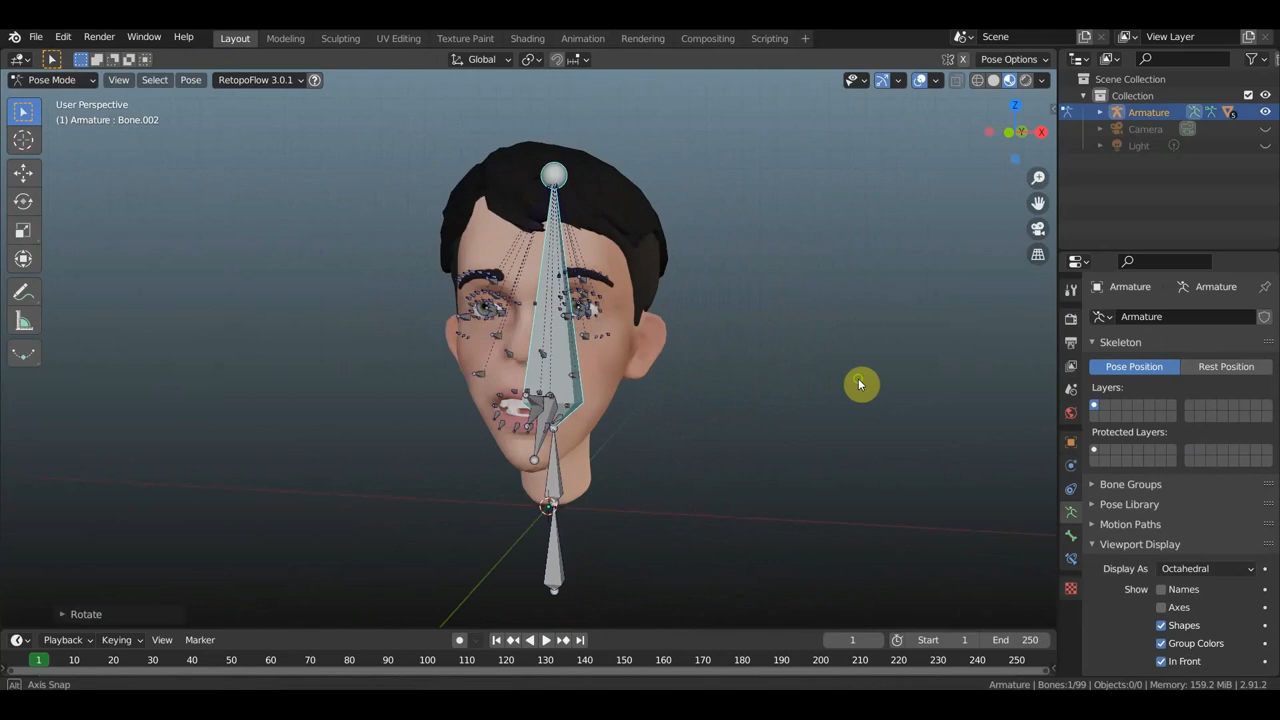 File Edit Render Window Help
Layout Modeling Sculpting UV Editing Texture Paint Shading Animation Rendering Compositing Scripting +
Scene
View Layer
Global
Pose Options
Pose Mode View Select Pose RetopoFlow 3.0.1
User Perspective
(1) Armature : Bone.002
Z
Y
X
Rotate
Scene Collection
Collection
Armature
5
Camera
Light
Armature Armature
Armature
Skeleton
Pose Position Rest Position
Layers:
Protected Layers:
Bone Groups
Pose Library
Motion Paths
Viewport Display
Display As Octahedral
Show Names
Axes
Shapes
Group Colors
In Front
Playback Keying View Marker
1 Start 1 End 250
1 10 20 30 40 50 60 70 80 90 100 110 120 130 140 150 160 170 180 190 200 210 220 230 240 250
Alt Axis Snap
Armature | Bones:1/99 | Objects:0/0 | Memory: 159.2 MiB | 2.91.2